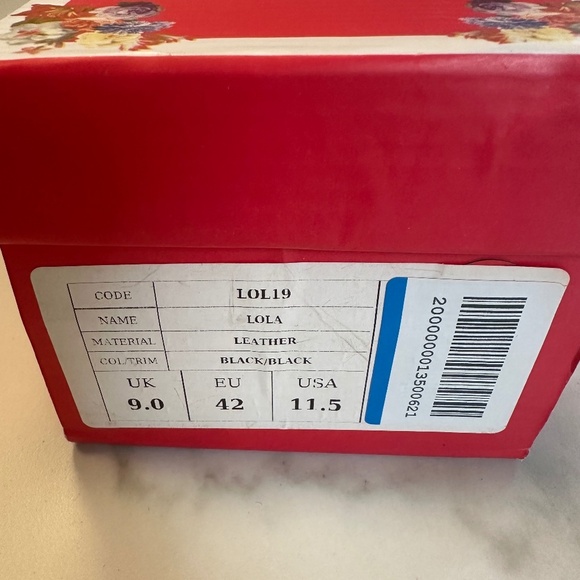 CODE LOL19
NAME LOLA
MATERIAL LEATHER
COL/TRIM BLACK/BLACK
UK EU USA
9.0 42 11.5
2000000013500621